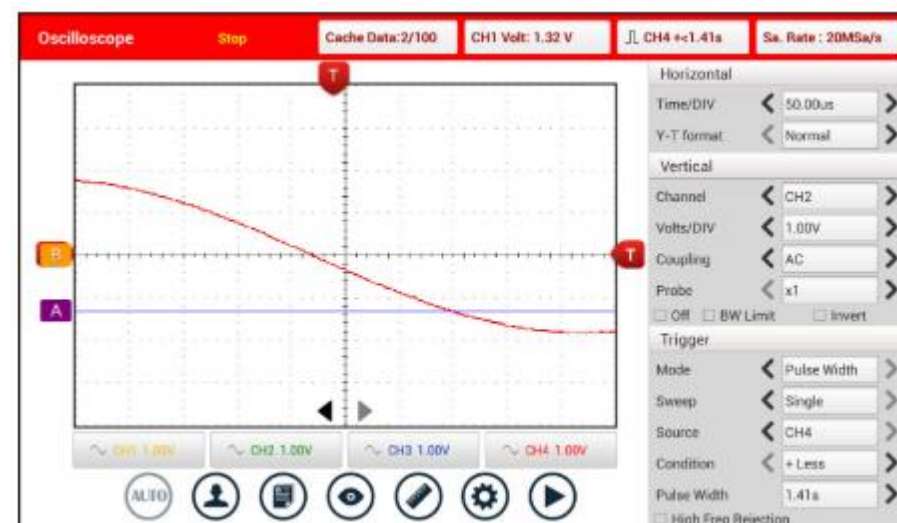 Oscilloscope Stop Cache Data:2/100 CH1 Volt: 1.32 V CH4 +<1.41s Sa. Rate : 20MSa/s
T
Horizontal
Time/DIV 50.00us
Y-T format Normal
Vertical
Channel CH2
Volts/DIV 1.00V
B T Coupling AC
Probe x1
A Off BW Limit Invert
Trigger
Mode Pulse Width
Sweep Single
CH1 1.00V CH2 1.00V CH3 1.00V CH4 1.00V Source CH4
Condition + Less
AUTO Pulse Width 1.41s
High Freq Rejection